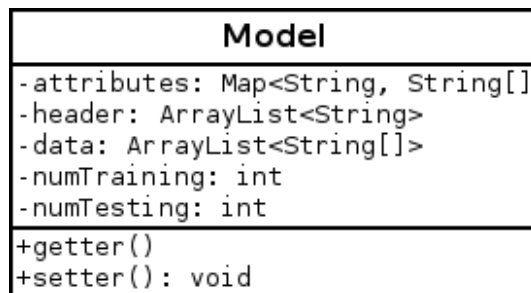 Model
-attributes: Map<String, String[]
-header: ArrayList<String>
-data: ArrayList<String[]>
-numTraining: int
-numTesting: int
+getter()
+setter(): void